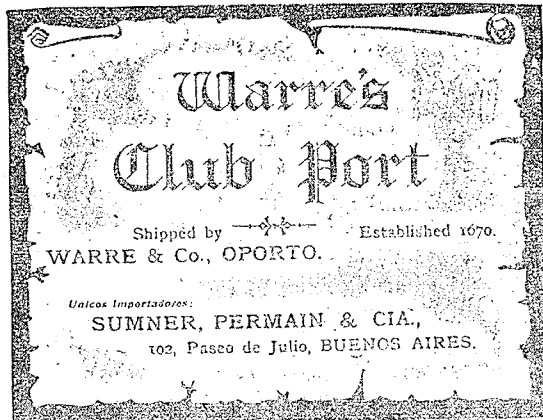 Warre's
Club Port
Shipped by Established 1670.
WARRE & Co., OPORTO.
Unicos Importadores:
SUMNER, PERMAIN & CIA,
102, Paseo de Julio, BUENOS AIRES.